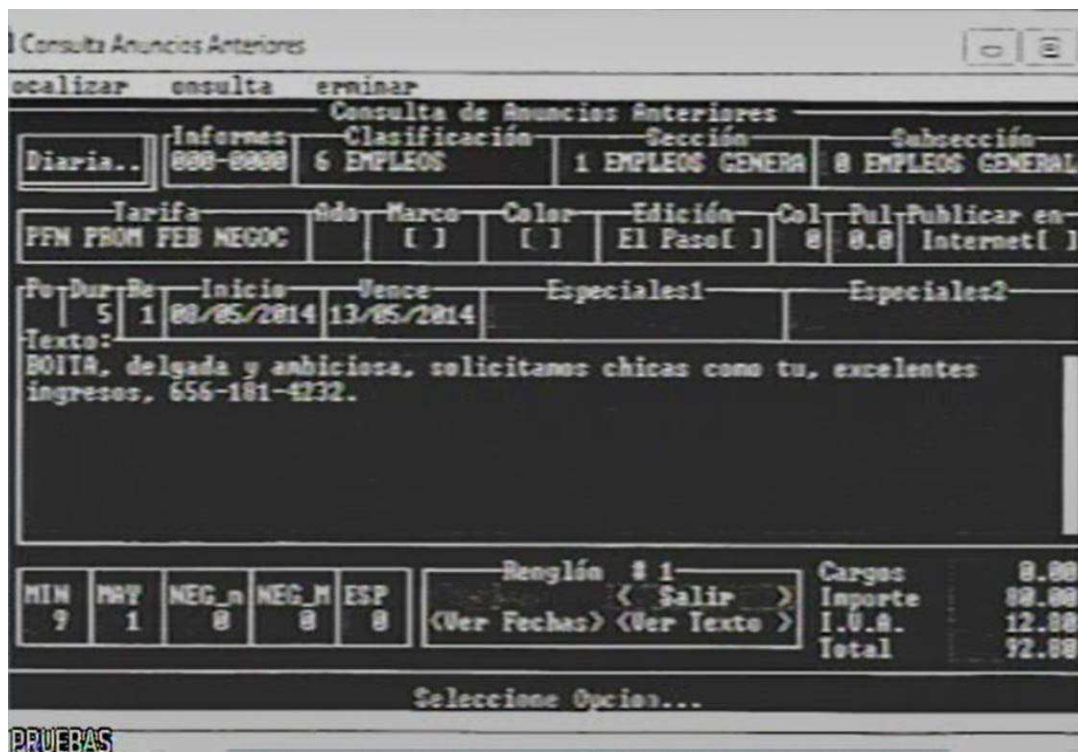 Consulta Anuncios Anteriores
ocalizar onsulta erminar
Consulta de Anuncios Anteriores
Informes Clasificación Sección Subsección
Diaria.. 000-0000 6 EMPLEOS 1 EMPLEOS GENERA 0 EMPLEOS GENERAL
Tarifa Ado Marco Color Edición Col Pul Publicar en
PFN PROM FEB NEGOC [ ] [ ] El Paso[ ] 0 0.0 Internet[ ]
Po Dur Re Inicio Vence Especiales1 Especiales2
5 1 08/05/2014 13/05/2014
Texto:
BOITA, delgada y ambiciosa, solicitamos chicas como tu, excelentes
ingresos, 656-181-4232.
Renglón # 1 Cargos 0.00
MIN MAY NEG_n NEG_M ESP < Salir > Importe 80.00
9 1 0 0 0 <Ver Fechas> <Ver Texto > I.V.A. 12.80
Total 92.80
Seleccione Opcion...
PRUEBAS